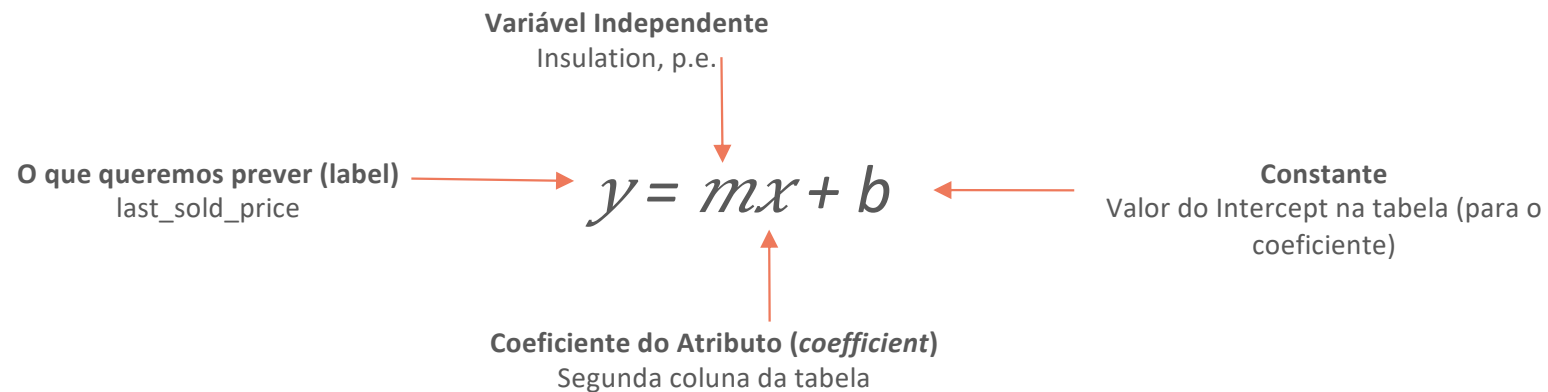 Variável Independente
Insulation, p.e.
O que queremos prever (label)
last_sold_price
y = mx + b
Constante
Valor do Intercept na tabela (para o
coeficiente)
Coeficiente do Atributo (coefficient)
Segunda coluna da tabela